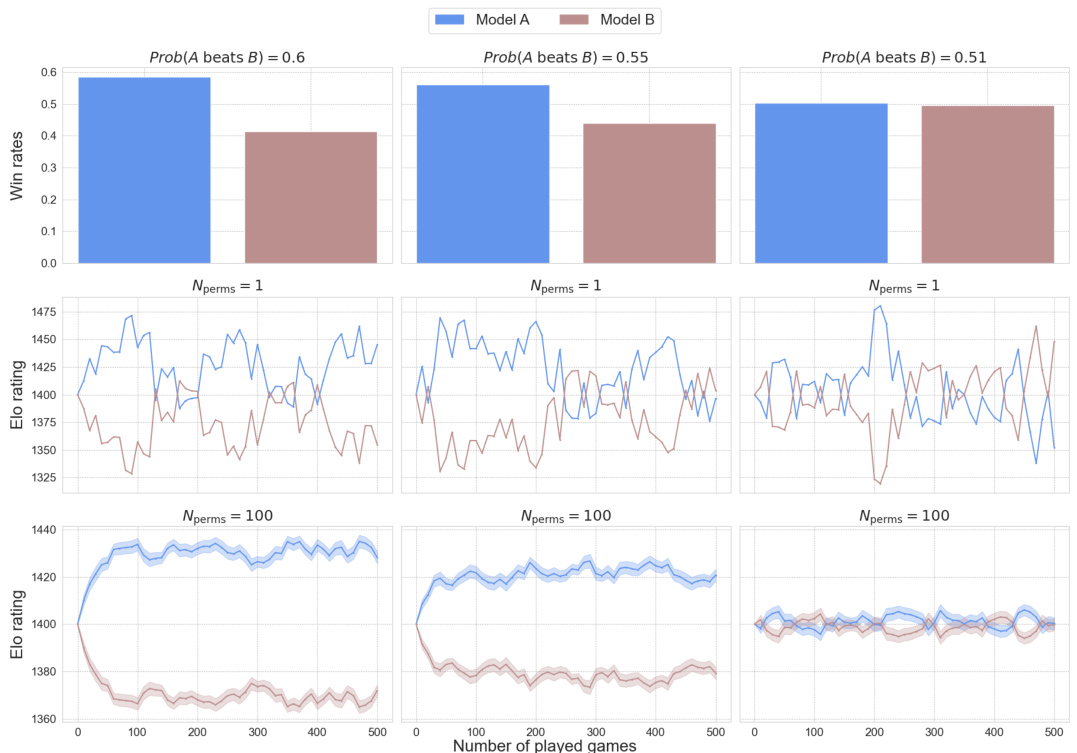 Model A
Model B
Prob(A beats B) = 0.6
Prob(A beats B) = 0.55
Prob(A beats B) = 0.51
Win rates
0.6
0.5
0.4
0.3
0.2
0.1
0.0
N_perms = 1
N_perms = 1
N_perms = 1
Elo rating
1475
1450
1425
1400
1375
1350
1325
N_perms = 100
N_perms = 100
N_perms = 100
Elo rating
1440
1420
1400
1380
1360
0 100 200 300 400 500
0 100 200 300 400 500
0 100 200 300 400 500
Number of played games